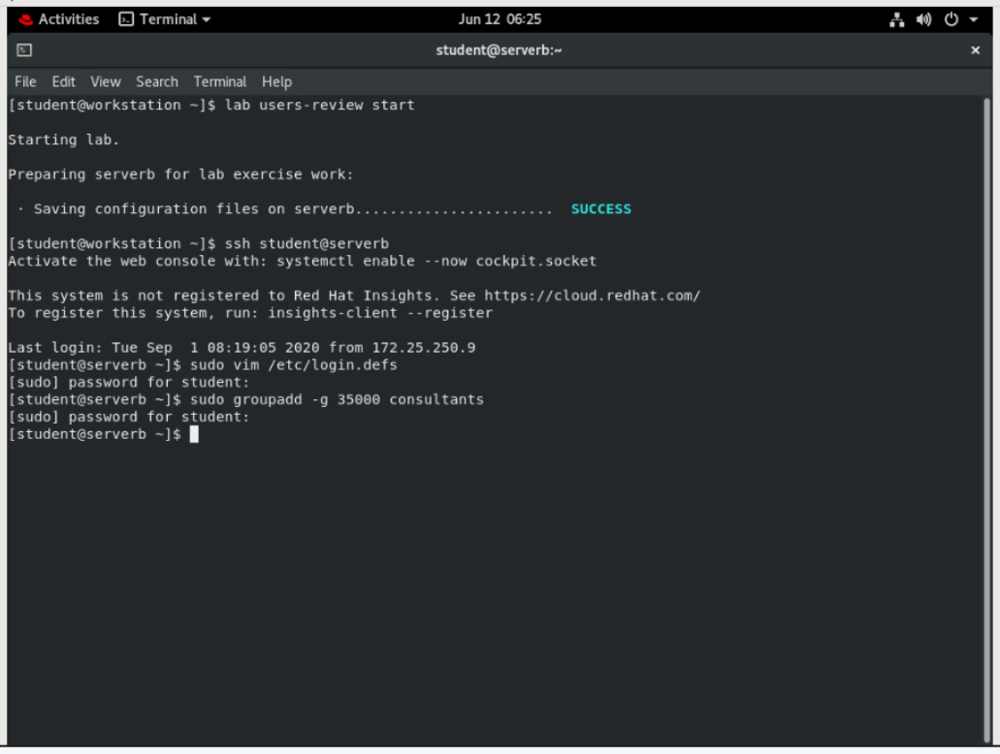 Activities Terminal Jun 12 06:25
student@serverb:~
File Edit View Search Terminal Help
[student@workstation ~]$ lab users-review start
Starting lab.
Preparing serverb for lab exercise work:
· Saving configuration files on serverb....................... SUCCESS
[student@workstation ~]$ ssh student@serverb
Activate the web console with: systemctl enable --now cockpit.socket
This system is not registered to Red Hat Insights. See https://cloud.redhat.com/
To register this system, run: insights-client --register
Last login: Tue Sep  1 08:19:05 2020 from 172.25.250.9
[student@serverb ~]$ sudo vim /etc/login.defs
[sudo] password for student:
[student@serverb ~]$ sudo groupadd -g 35000 consultants
[sudo] password for student:
[student@serverb ~]$